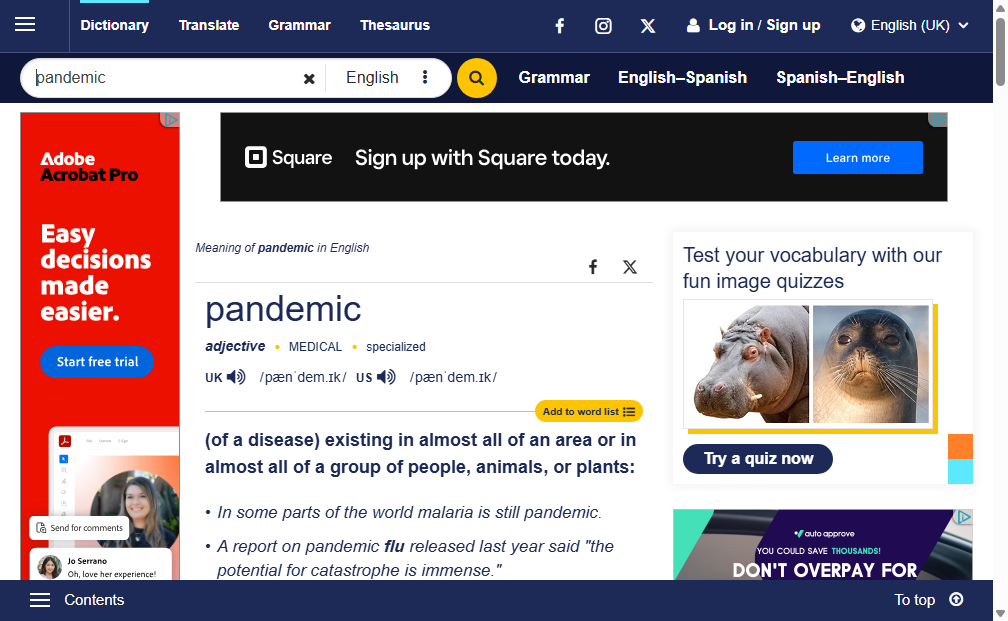 Dictionary Translate Grammar Thesaurus
Log in / Sign up
English (UK)
pandemic
English
Grammar English–Spanish Spanish–English
Adobe
Acrobat Pro
Easy
decisions
made
easier.
Start free trial
Send for comments
Jo Serrano
Oh, love her experience!
Square
Sign up with Square today.
Learn more
Meaning of pandemic in English
pandemic
adjective • MEDICAL • specialized
UK /pænˈdem.ɪk/ US /pænˈdem.ɪk/
Add to word list
(of a disease) existing in almost all of an area or in
almost all of a group of people, animals, or plants:
• In some parts of the world malaria is still pandemic.
• A report on pandemic flu released last year said "the
potential for catastrophe is immense."
Test your vocabulary with our
fun image quizzes
Try a quiz now
auto approve
YOU COULD SAVE THOUSANDS!
DON'T OVERPAY FOR
Contents
To top